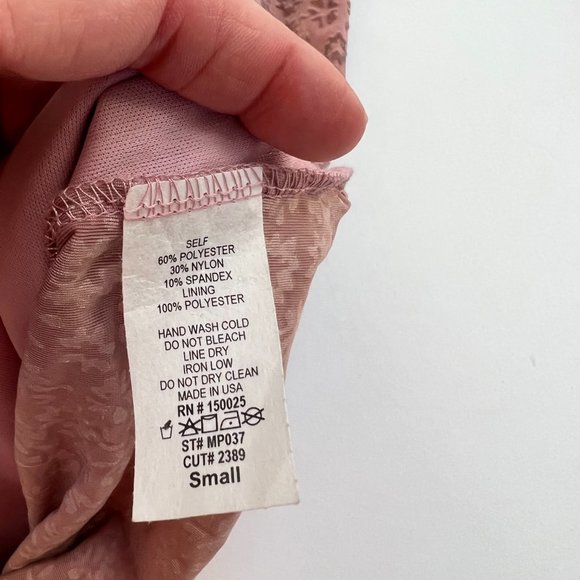 SELF
60% POLYESTER
30% NYLON
10% SPANDEX
LINING
100% POLYESTER
HAND WASH COLD
DO NOT BLEACH
LINE DRY
IRON LOW
DO NOT DRY CLEAN
MADE IN USA
RN # 150025
ST# MP037
CUT# 2389
Small